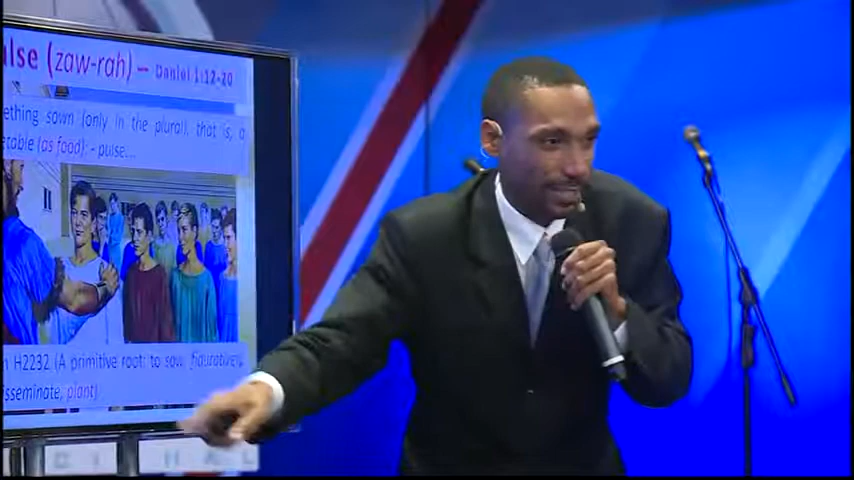 ulse (zaw-rah) – Daniel 1:12-20
ething sown (only in the plural), that is, a
etable (as food): - pulse...
n H2232 (A primitive root: to sow, figuratively
isseminate, plant)